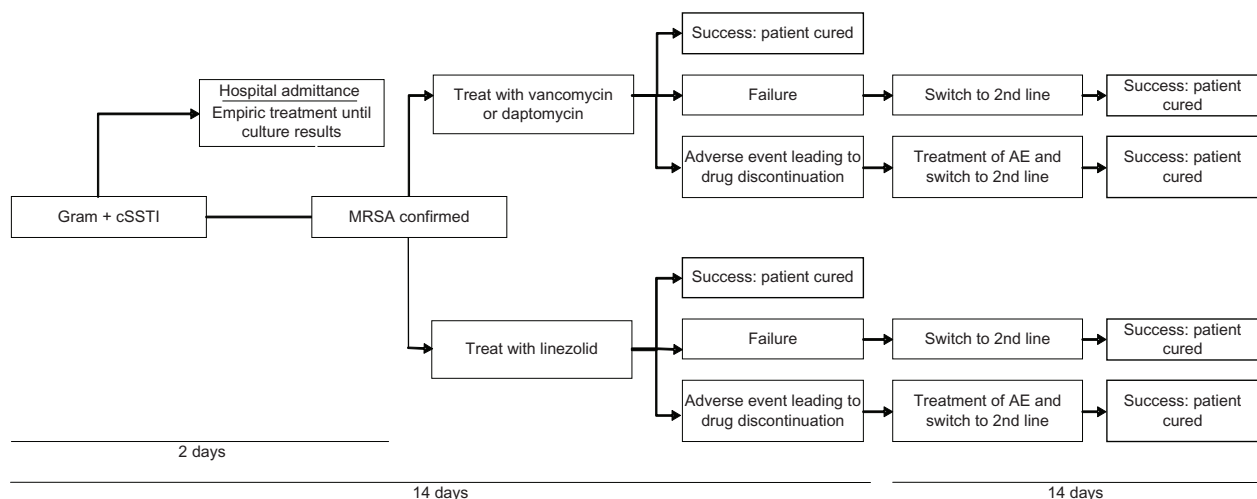 Success: patient cured
Hospital admittance
Empiric treatment until
culture results
Treat with vancomycin
or daptomycin
Failure
Switch to 2nd line
Success: patient
cured
Adverse event leading to
drug discontinuation
Treatment of AE and
switch to 2nd line
Success: patient
cured
Gram + cSSTI
MRSA confirmed
Success: patient cured
Treat with linezolid
Failure
Switch to 2nd line
Success: patient
cured
Adverse event leading to
drug discontinuation
Treatment of AE and
switch to 2nd line
Success: patient
cured
2 days
14 days
14 days